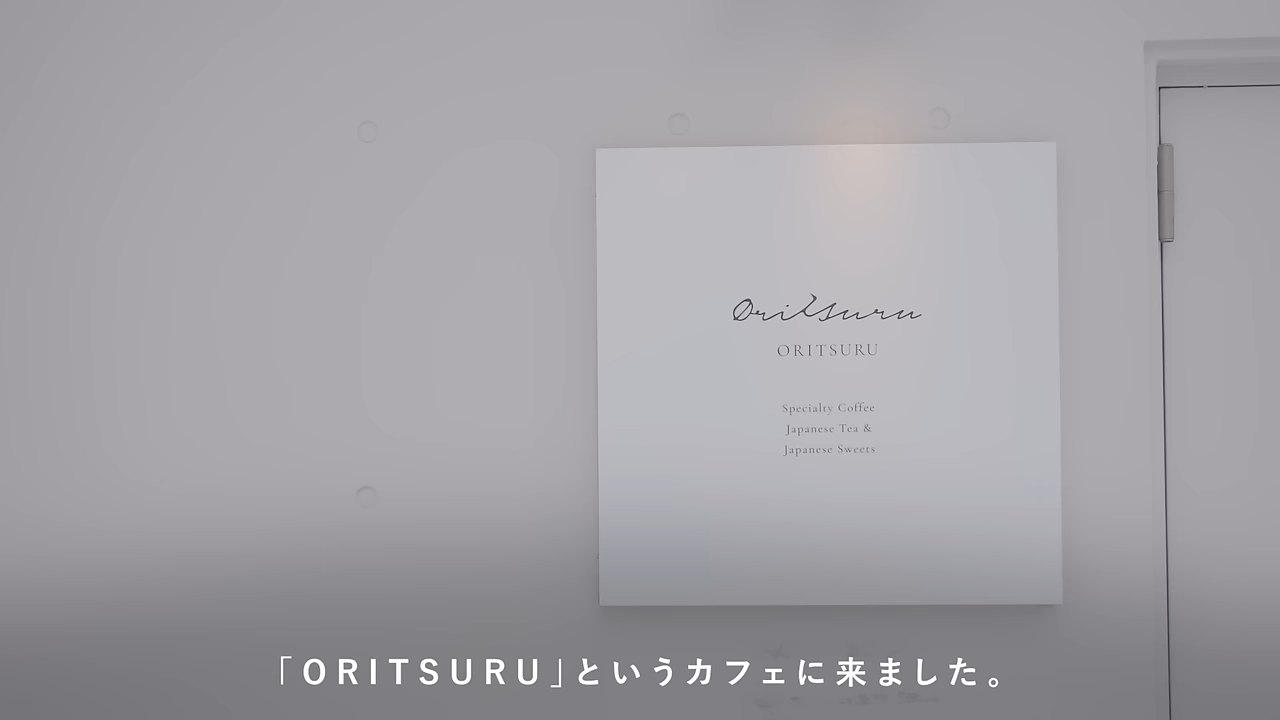 Oritsuru
ORITSURU
Specialty Coffee
Japanese Tea &
Japanese Sweets
「ORITSURU」というカフェに来ました。